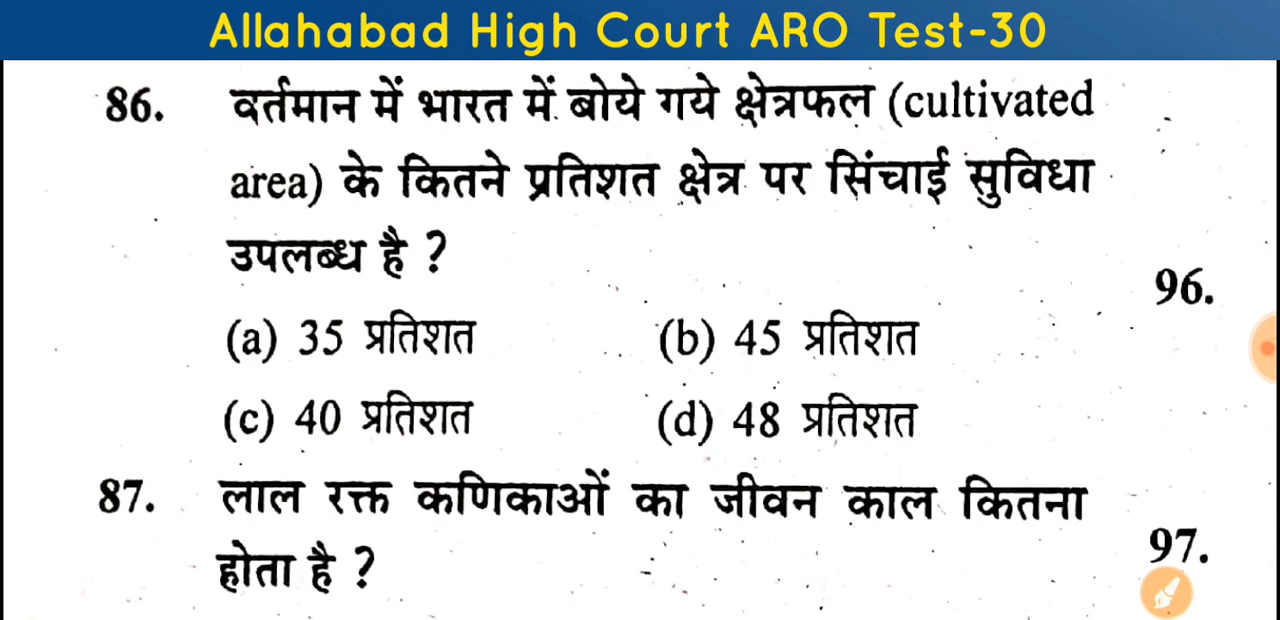 Allahabad High Court ARO Test-30
86. वर्तमान में भारत में बोये गये क्षेत्रफल (cultivated
area) के कितने प्रतिशत क्षेत्र पर सिंचाई सुविधा
उपलब्ध है ?
(a) 35 प्रतिशत (b) 45 प्रतिशत
(c) 40 प्रतिशत (d) 48 प्रतिशत
87. लाल रक्त कणिकाओं का जीवन काल कितना
होता है ?
96.
97.